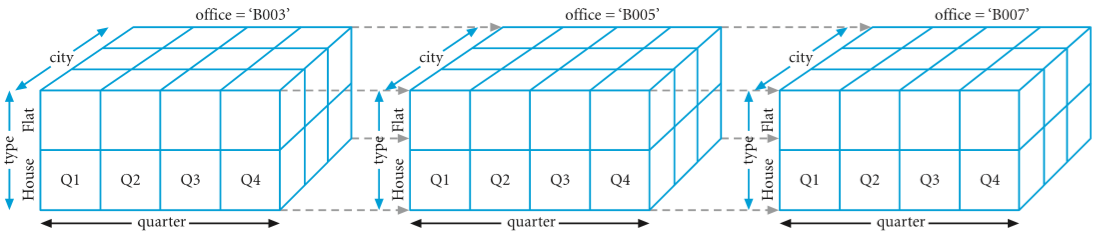 office = ‘B003’
city
type
Flat
House
Q1 Q2 Q3 Q4
quarter
office = ‘B005’
city
type
Flat
House
Q1 Q2 Q3 Q4
quarter
office = ‘B007’
city
type
Flat
House
Q1 Q2 Q3 Q4
quarter